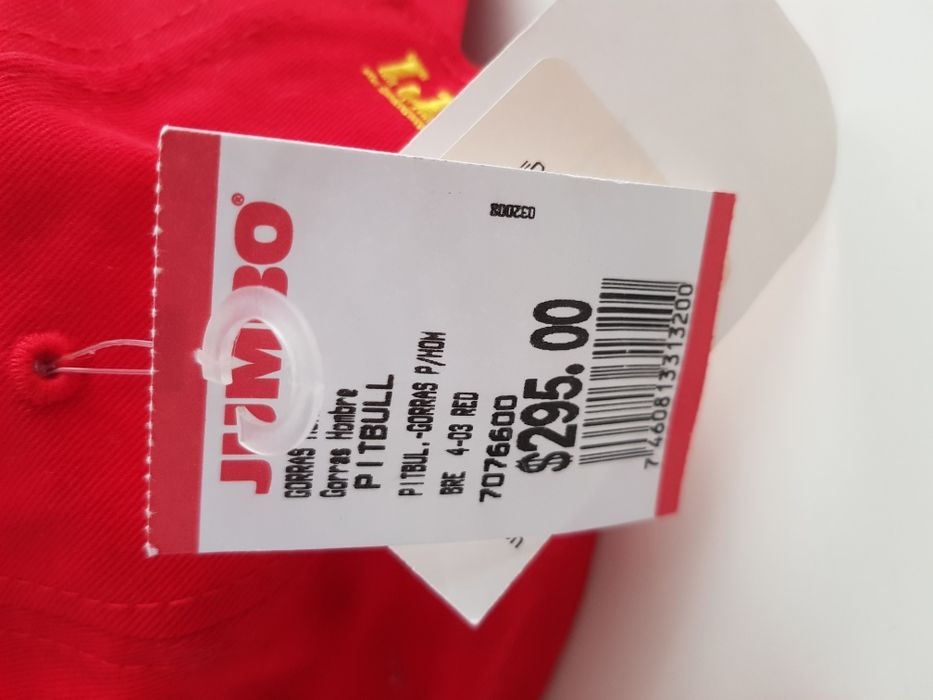 JUMBO®
032008
GORRAS
Gorras Hombre
PITBULL
PITBUL.-GORRAS P/HOM
BRE 4-03 RED
7076600
$295.00
7460813313200